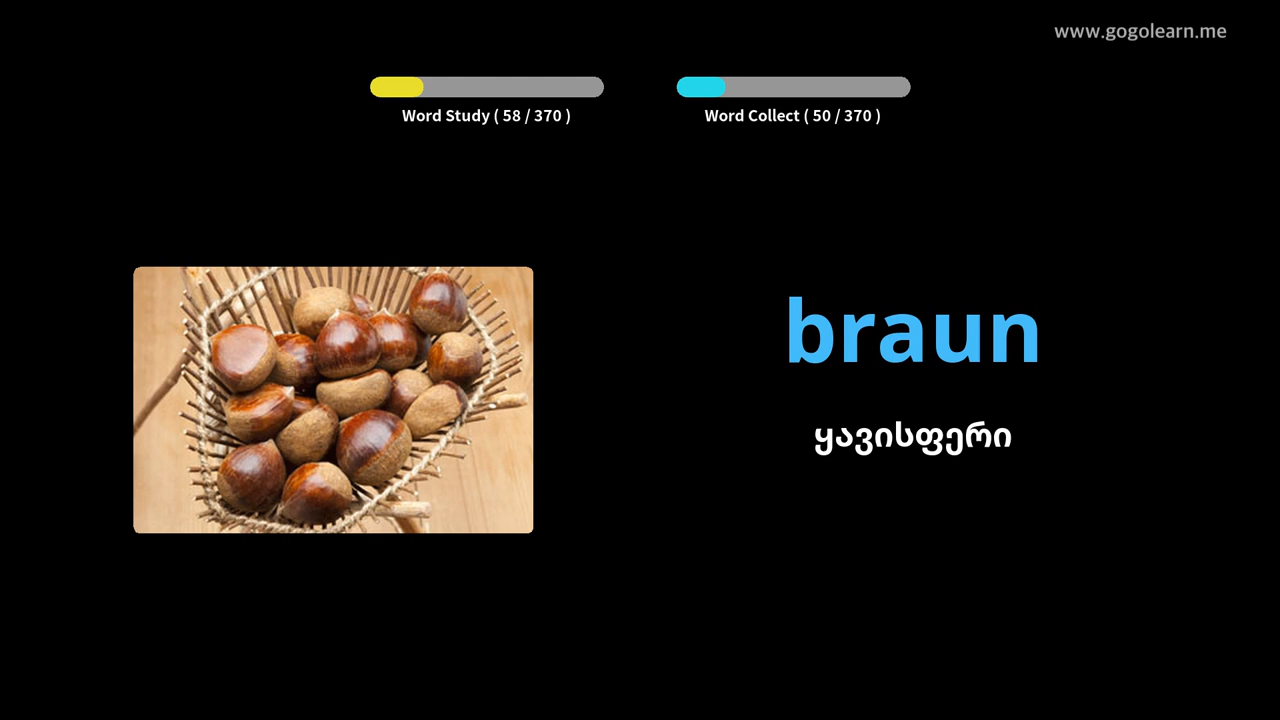 www.gogolearn.me
Word Study ( 58 / 370 )
Word Collect ( 50 / 370 )
braun
ყავისფერი